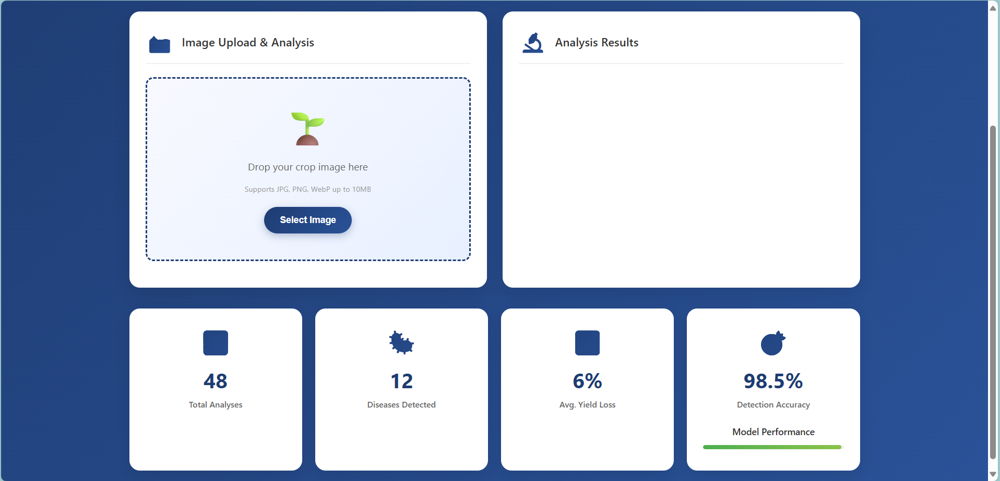 Image Upload & Analysis
Analysis Results
Drop your crop image here
Supports JPG, PNG, WebP up to 10MB
Select Image
48
Total Analyses
12
Diseases Detected
6%
Avg. Yield Loss
98.5%
Detection Accuracy
Model Performance